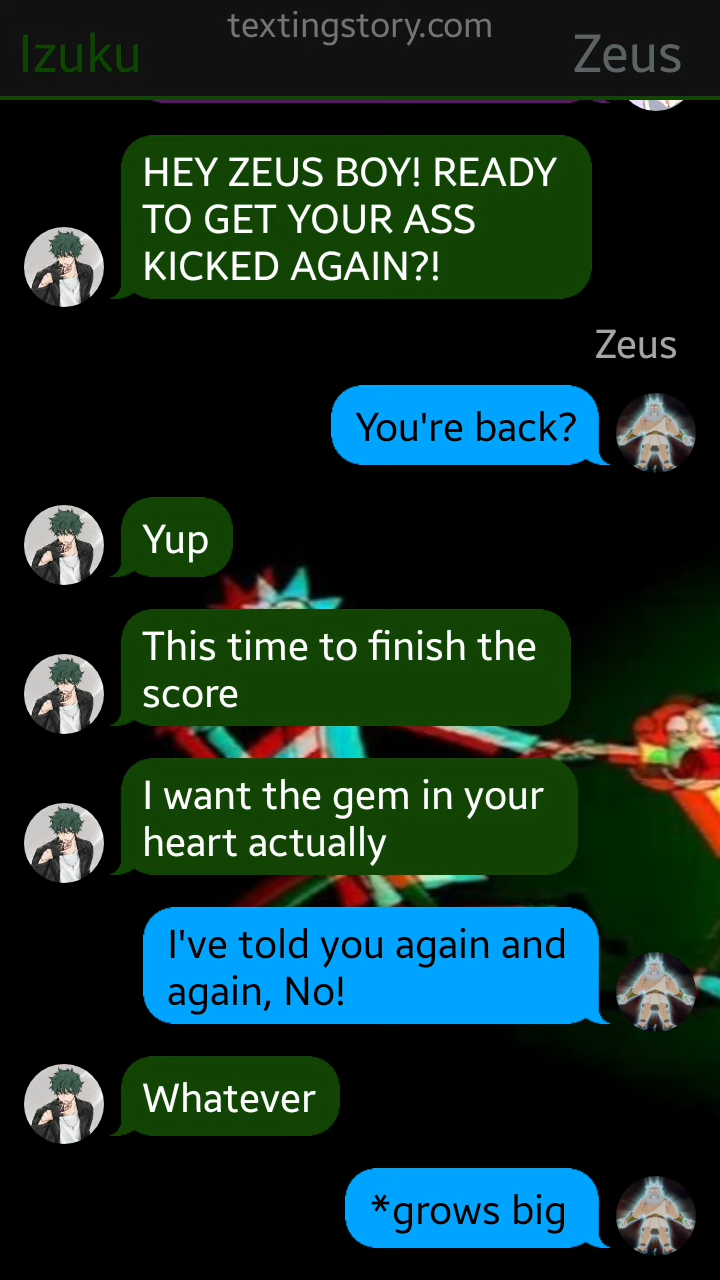 textingstory.com
Izuku
Zeus
HEY ZEUS BOY! READY
TO GET YOUR ASS
KICKED AGAIN?!
Zeus
You're back?
Yup
This time to finish the
score
I want the gem in your
heart actually
I've told you again and
again, No!
Whatever
*grows big